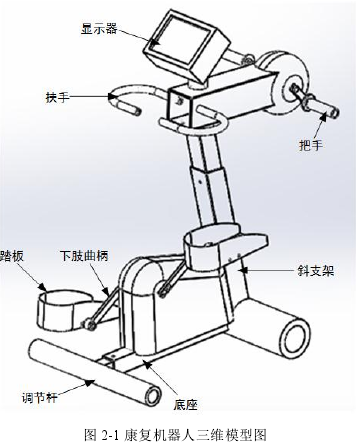 显示器
扶手
把手
踏板
下肢曲柄
斜支架
调节杆
底座
图 2-1 康复机器人三维模型图